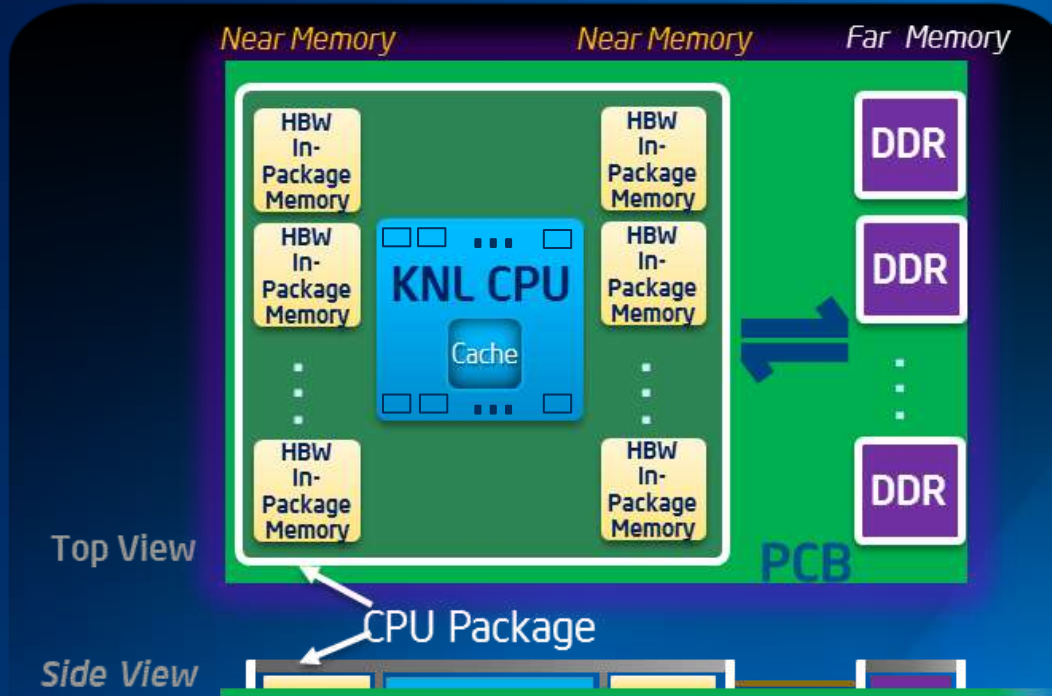 Near Memory
Near Memory
Far Memory
HBW
In-
Package
Memory
HBW
In-
Package
Memory
DDR
HBW
In-
Package
Memory
KNL CPU
Cache
HBW
In-
Package
Memory
DDR
HBW
In-
Package
Memory
HBW
In-
Package
Memory
DDR
Top View
PCB
CPU Package
Side View